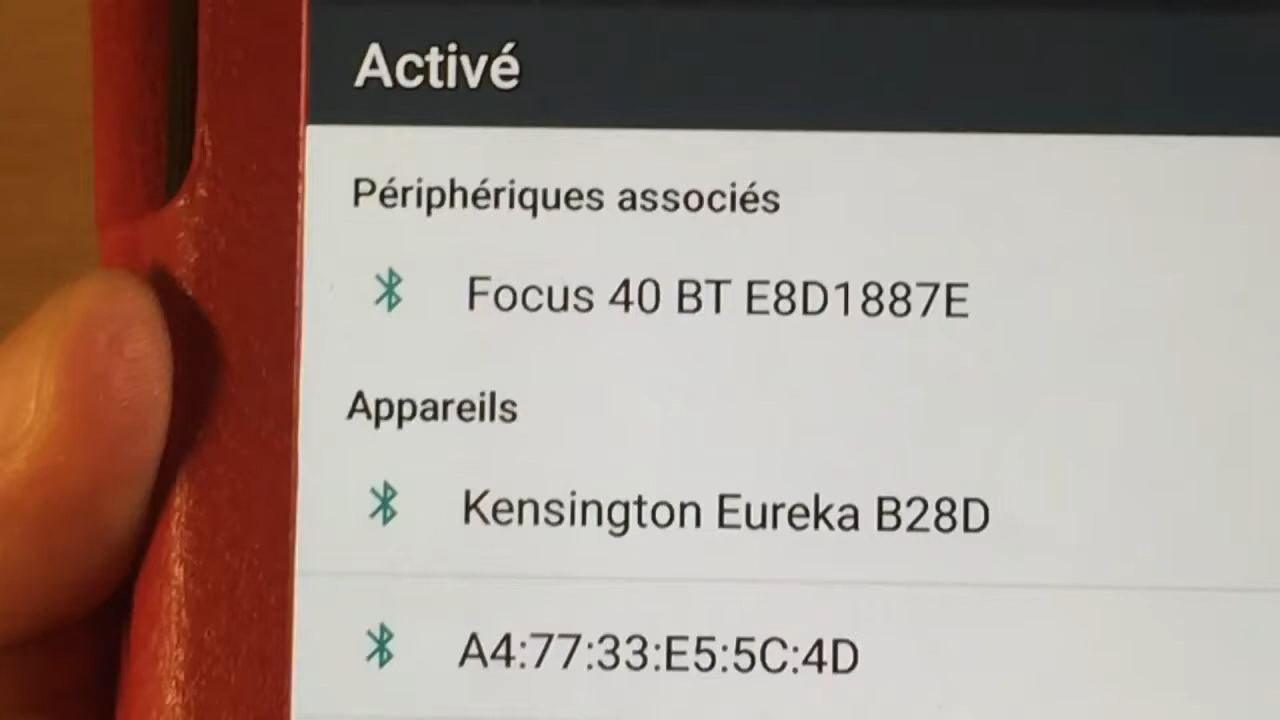 Activé
Périphériques associés
Focus 40 BT E8D1887E
Appareils
Kensington Eureka B28D
A4:77:33:E5:5C:4D